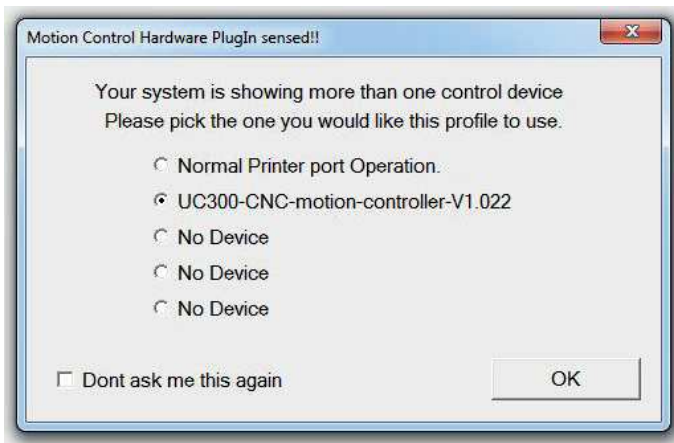 Motion Control Hardware PlugIn sensed!!
Your system is showing more than one control device
Please pick the one you would like this profile to use.
Normal Printer port Operation.
UC300-CNC-motion-controller-V1.022
No Device
No Device
No Device
Dont ask me this again
OK